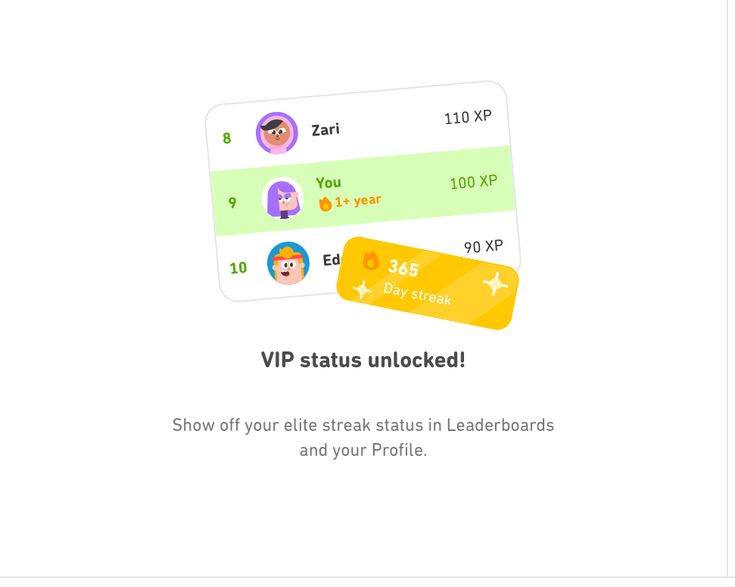 8 Zari 110 XP
9 You 100 XP
1+ year
10 Ed 90 XP
365
Day streak
VIP status unlocked!
Show off your elite streak status in Leaderboards
and your Profile.